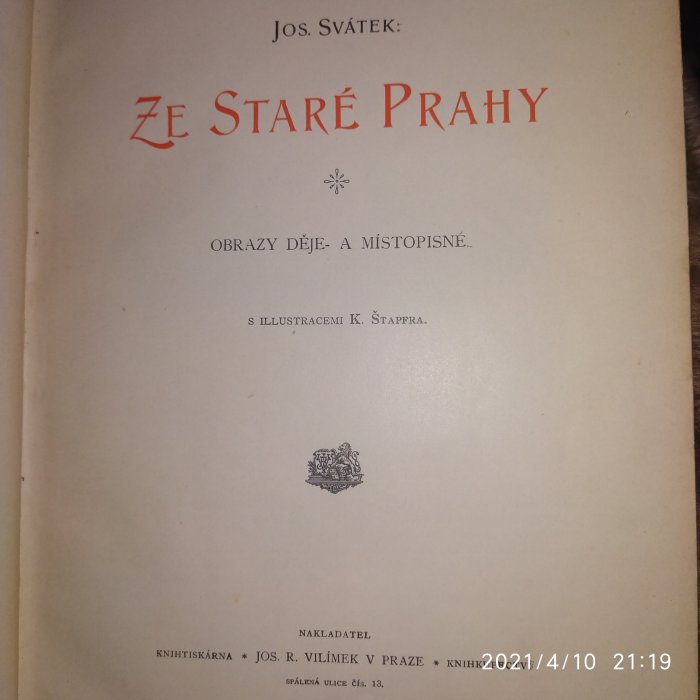 Jos. Svátek:
Ze Staré Prahy
OBRAZY DĚJE- A MÍSTOPISNÉ.
S ILLUSTRACEMI K. ŠTAPFRA.
NAKLADATEL
KNIHTISKÁRNA * JOS. R. VILÍMEK V PRAZE *
SPÁLENÁ ULICE ČÍS. 13.
2021/4/10 21:19